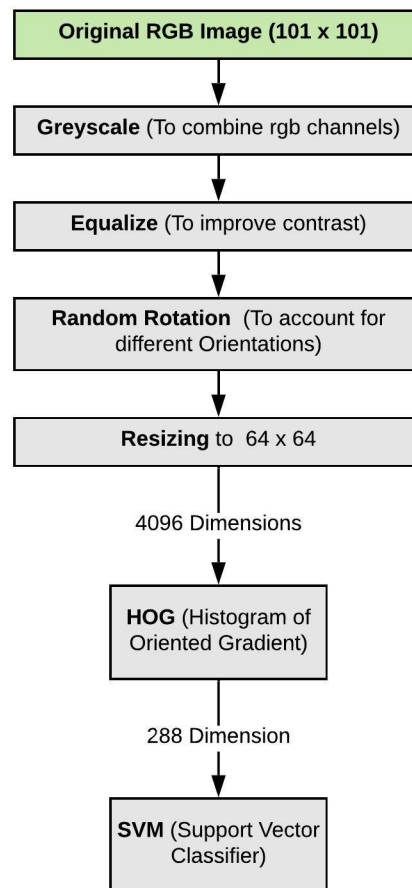 Original RGB Image (101 x 101)
Greyscale (To combine rgb channels)
Equalize (To improve contrast)
Random Rotation (To account for
different Orientations)
Resizing to 64 x 64
4096 Dimensions
HOG (Histogram of
Oriented Gradient)
288 Dimension
SVM (Support Vector
Classifier)